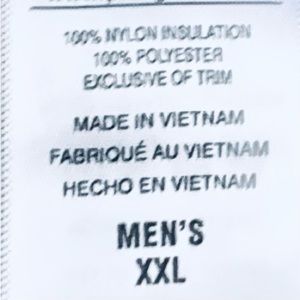 100% NYLON INSULATION
100% POLYESTER
EXCLUSIVE OF TRIM
MADE IN VIETNAM
FABRIQUÉ AU VIETNAM
HECHO EN VIETNAM
MEN'S
XXL